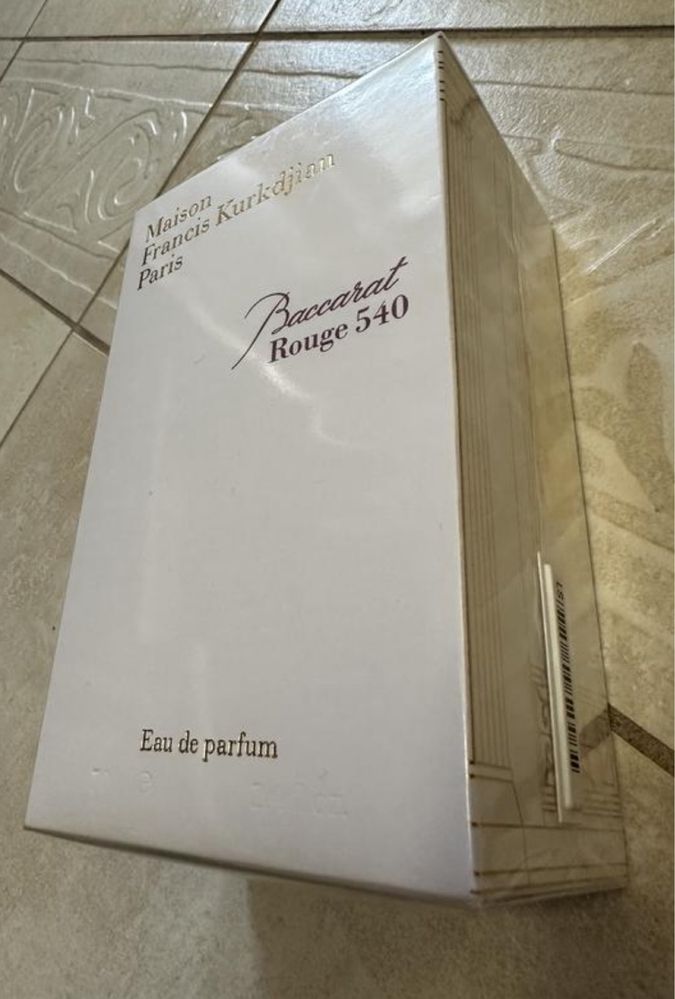 Maison
Francis Kurkdjian
Paris
Baccarat
Rouge 540
Eau de parfum